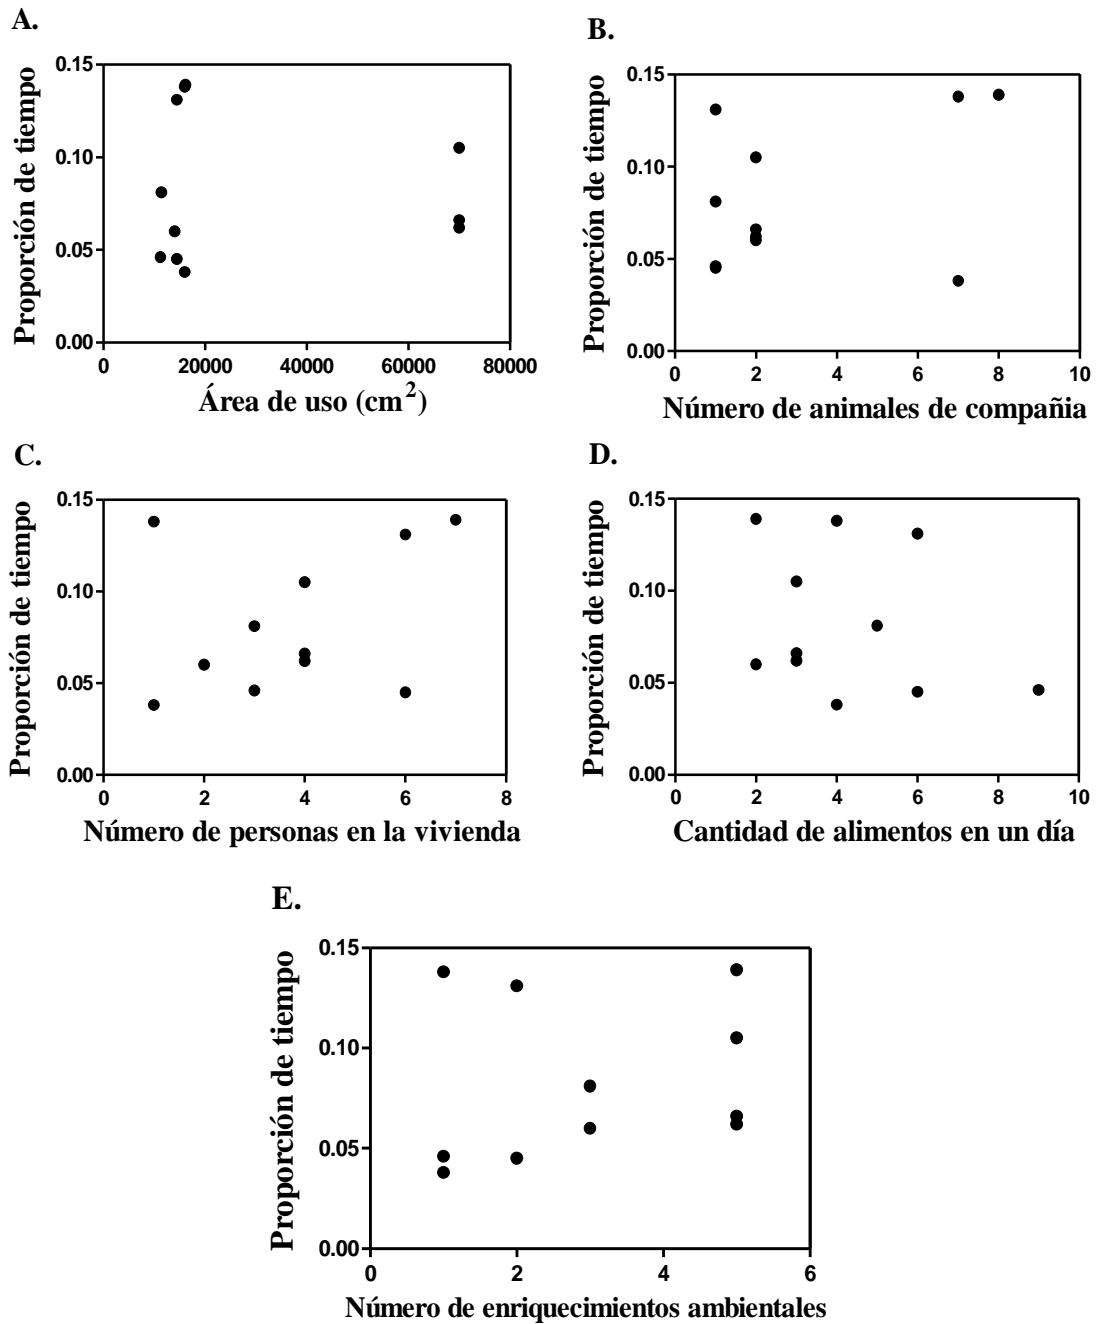 A.
Proporción de tiempo
0.15
0.10
0.05
0.00
0 20000 40000 60000 80000
Área de uso (cm²)
B.
Proporción de tiempo
0.15
0.10
0.05
0.00
0 2 4 6 8 10
Número de animales de compañia
C.
Proporción de tiempo
0.15
0.10
0.05
0.00
0 2 4 6 8
Número de personas en la vivienda
D.
Proporción de tiempo
0.15
0.10
0.05
0.00
0 2 4 6 8 10
Cantidad de alimentos en un día
E.
Proporción de tiempo
0.15
0.10
0.05
0.00
0 2 4 6
Número de enriquecimientos ambientales